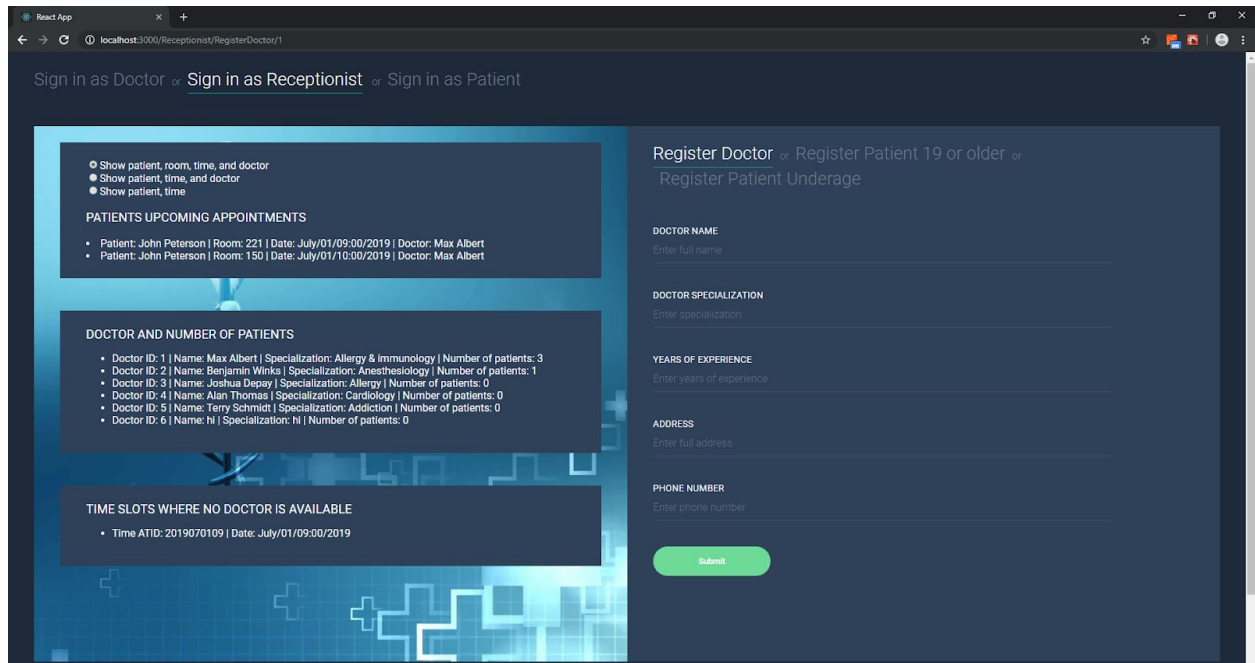 React App
localhost:3000/Receptionist/RegisterDoctor/1
Sign in as Doctor or Sign in as Receptionist or Sign in as Patient
Show patient, room, time, and doctor
Show patient, time, and doctor
Show patient, time
PATIENTS UPCOMING APPOINTMENTS
Patient: John Peterson | Room: 221 | Date: July/01/09:00/2019 | Doctor: Max Albert
Patient: John Peterson | Room: 150 | Date: July/01/10:00/2019 | Doctor: Max Albert
DOCTOR AND NUMBER OF PATIENTS
Doctor ID: 1 | Name: Max Albert | Specialization: Allergy & immunology | Number of patients: 3
Doctor ID: 2 | Name: Benjamin Winks | Specialization: Anesthesiology | Number of patients: 1
Doctor ID: 3 | Name: Joshua Depay | Specialization: Allergy | Number of patients: 0
Doctor ID: 4 | Name: Alan Thomas | Specialization: Cardiology | Number of patients: 0
Doctor ID: 5 | Name: Terry Schmidt | Specialization: Addiction | Number of patients: 0
Doctor ID: 6 | Name: hi | Specialization: hi | Number of patients: 0
TIME SLOTS WHERE NO DOCTOR IS AVAILABLE
Time ATID: 2019070109 | Date: July/01/09:00/2019
Register Doctor or Register Patient 19 or older or
Register Patient Underage
DOCTOR NAME
Enter full name
DOCTOR SPECIALIZATION
Enter specialization
YEARS OF EXPERIENCE
Enter years of experience
ADDRESS
Enter full address
PHONE NUMBER
Enter phone number
Submit